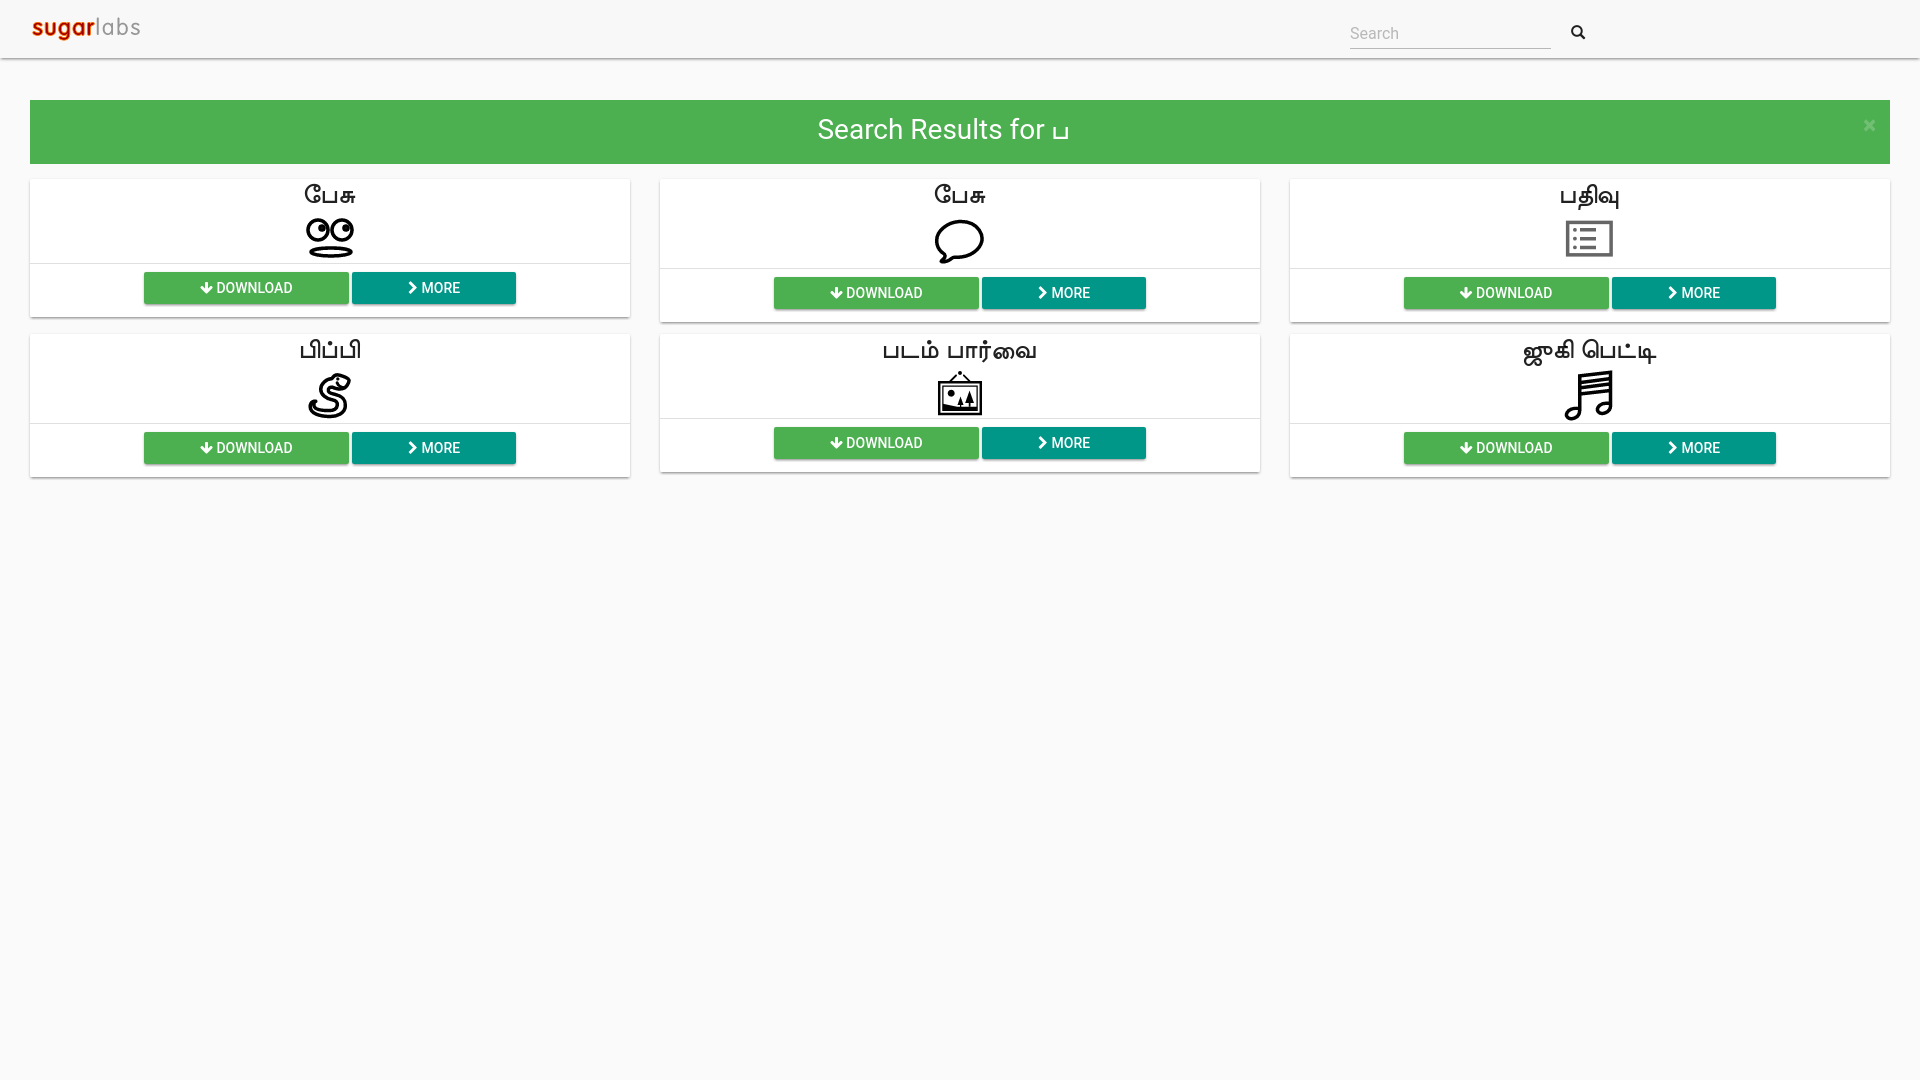 sugarlabs
Search
Search Results for ப
×
பேசு
DOWNLOAD MORE
பேசு
DOWNLOAD MORE
பதிவு
DOWNLOAD MORE
பிப்பி
DOWNLOAD MORE
படம் பார்வை
DOWNLOAD MORE
ஜுகி பெட்டி
DOWNLOAD MORE